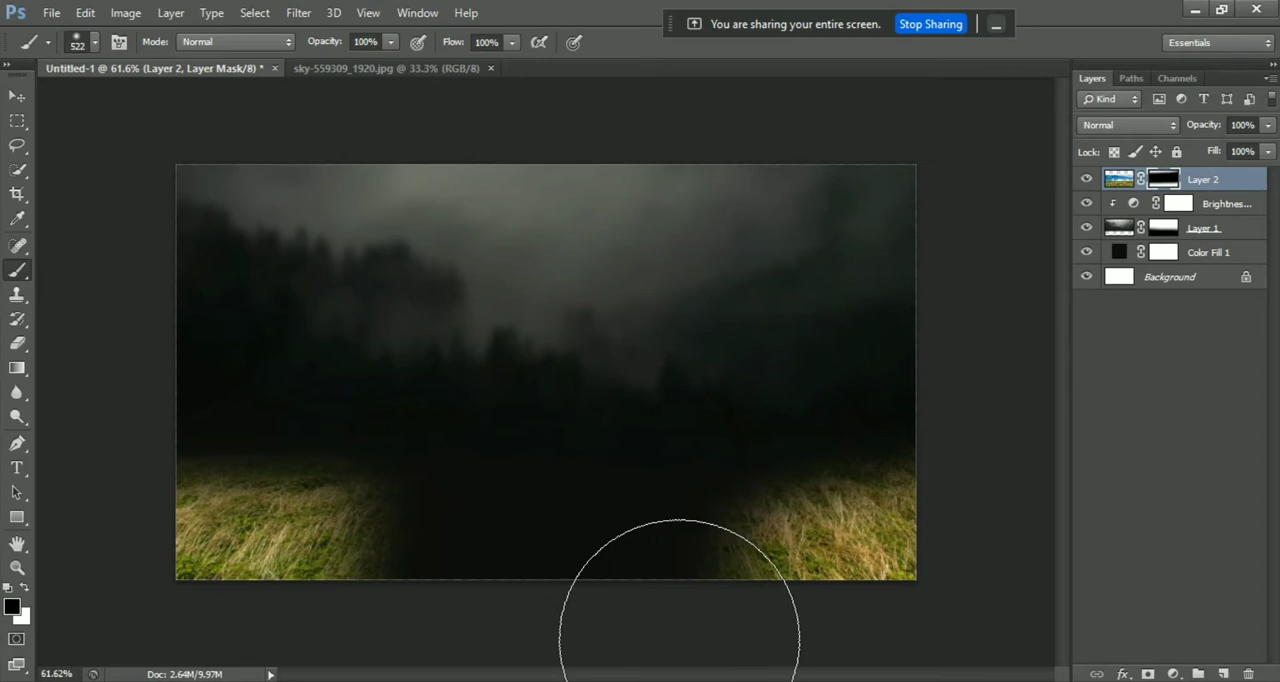 Ps File Edit Image Layer Type Select Filter 3D View Window Help
You are sharing your entire screen. Stop Sharing
522 Mode: Normal Opacity: 100% Flow: 100% Essentials
Untitled-1 @ 61.6% (Layer 2, Layer Mask/8) * × sky-559309_1920.jpg @ 33.3% (RGB/8) ×
Layers Paths Channels
Kind
Normal Opacity: 100%
Lock: Fill: 100%
Layer 2
Brightnes...
Layer 1
Color Fill 1
Background
61.62% Doc: 2.64M/9.97M